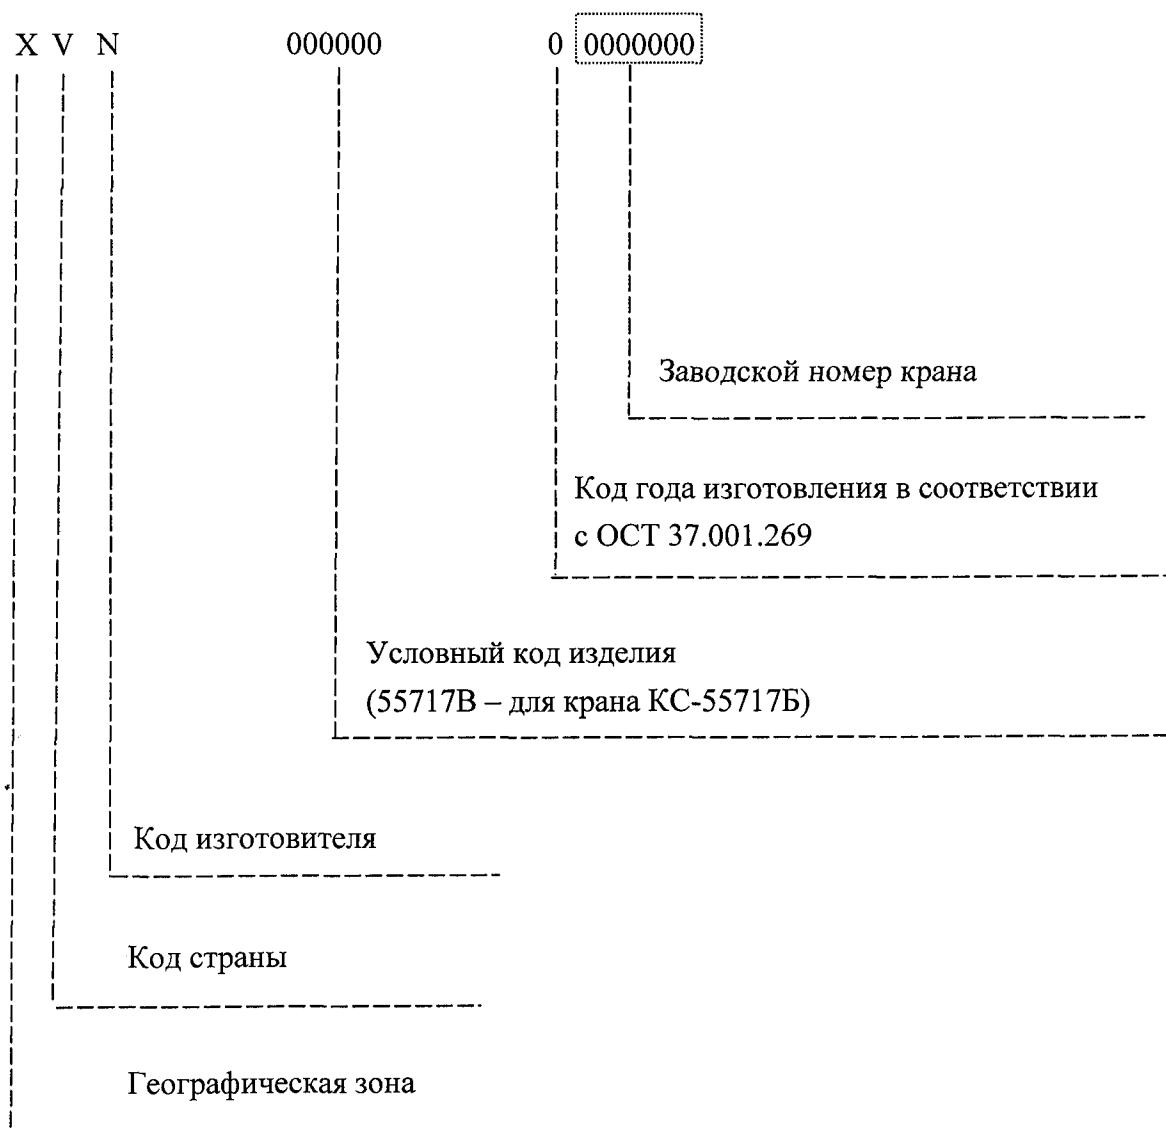 X V N 000000 0 0000000
Заводской номер крана
Код года изготовления в соответствии
с ОСТ 37.001.269
Условный код изделия
(55717В – для крана КС-55717Б)
Код изготовителя
Код страны
Географическая зона